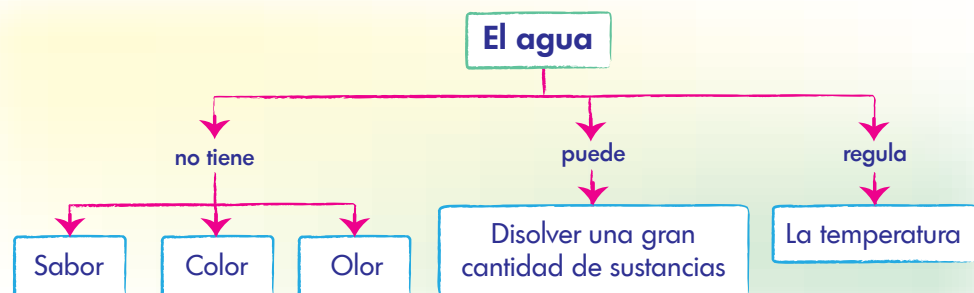 El agua
no tiene
puede
regula
Sabor
Color
Olor
Disolver una gran
cantidad de sustancias
La temperatura